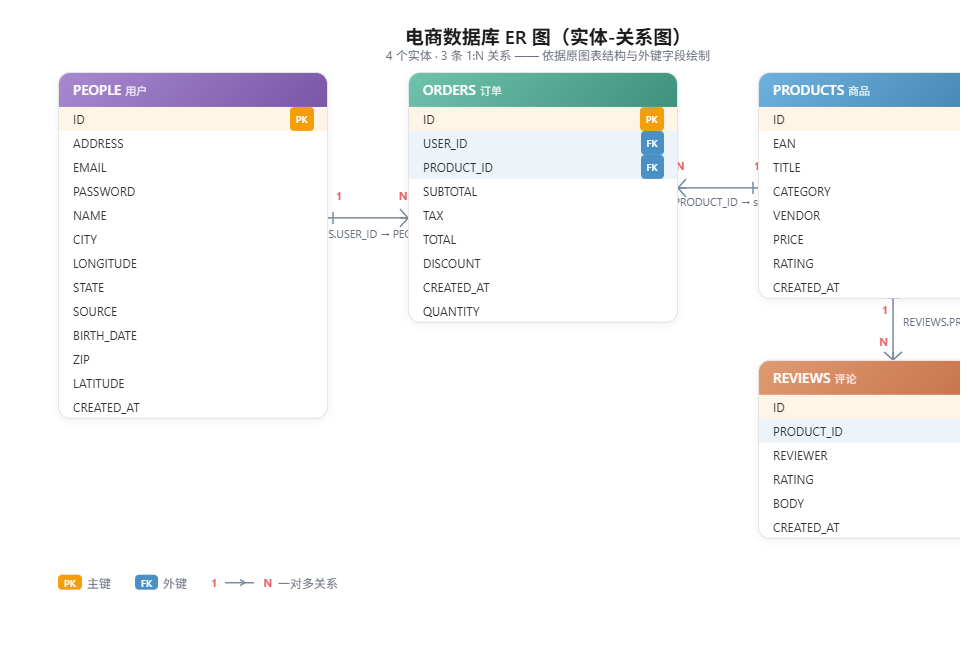 电商数据库 ER 图（实体-关系图）
4 个实体 · 3 条 1:N 关系 —— 依据原图表结构与外键字段绘制
PEOPLE 用户
ID PK
ADDRESS
EMAIL
PASSWORD
NAME
CITY
LONGITUDE
STATE
SOURCE
BIRTH_DATE
ZIP
LATITUDE
CREATED_AT
1 N
S.USER_ID → PEO
ORDERS 订单
ID PK
USER_ID FK
PRODUCT_ID FK
SUBTOTAL
TAX
TOTAL
DISCOUNT
CREATED_AT
QUANTITY
N 1
PRODUCT_ID →
PRODUCTS 商品
ID
EAN
TITLE
CATEGORY
VENDOR
PRICE
RATING
CREATED_AT
1
REVIEWS.PR
N
REVIEWS 评论
ID
PRODUCT_ID
REVIEWER
RATING
BODY
CREATED_AT
PK 主键 FK 外键 1 N 一对多关系